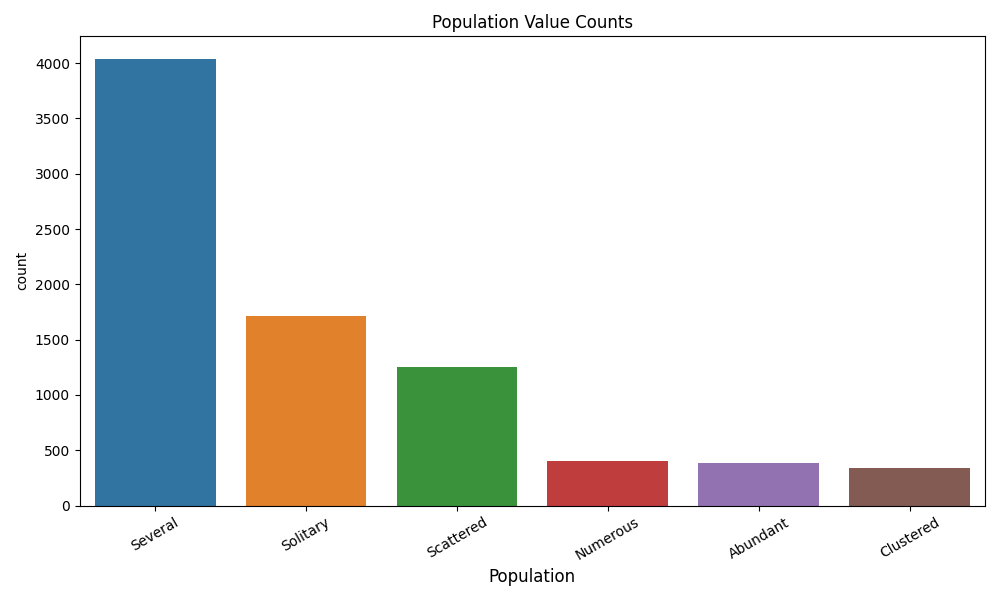 Population Value Counts
4000
3500
3000
2500
2000
1500
1000
500
0
count
Several
Solitary
Scattered
Numerous
Abundant
Clustered
Population